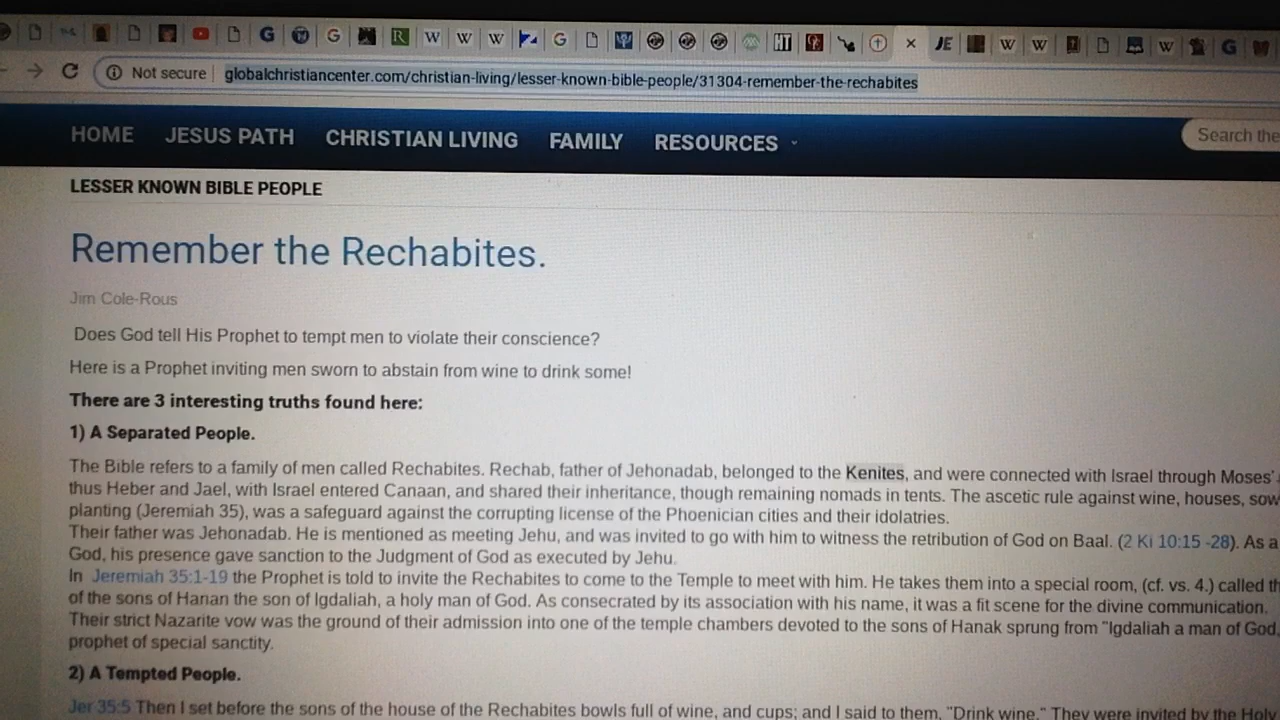 Not secure globalchristiancenter.com/christian-living/lesser-known-bible-people/31304-remember-the-rechabites
HOME JESUS PATH CHRISTIAN LIVING FAMILY RESOURCES Search the
LESSER KNOWN BIBLE PEOPLE
Remember the Rechabites.
Jim Cole-Rous
Does God tell His Prophet to tempt men to violate their conscience?
Here is a Prophet inviting men sworn to abstain from wine to drink some!
There are 3 interesting truths found here:
1) A Separated People.
The Bible refers to a family of men called Rechabites. Rechab, father of Jehonadab, belonged to the Kenites, and were connected with Israel through Moses'
thus Heber and Jael, with Israel entered Canaan, and shared their inheritance, though remaining nomads in tents. The ascetic rule against wine, houses, sow
planting (Jeremiah 35), was a safeguard against the corrupting license of the Phoenician cities and their idolatries.
Their father was Jehonadab. He is mentioned as meeting Jehu, and was invited to go with him to witness the retribution of God on Baal. (2 Ki 10:15 -28). As a
God, his presence gave sanction to the Judgment of God as executed by Jehu.
In Jeremiah 35:1-19 the Prophet is told to invite the Rechabites to come to the Temple to meet with him. He takes them into a special room, (cf. vs. 4.) called th
of the sons of Hanan the son of Igdaliah, a holy man of God. As consecrated by its association with his name, it was a fit scene for the divine communication.
Their strict Nazarite vow was the ground of their admission into one of the temple chambers devoted to the sons of Hanak sprung from "Igdaliah a man of God,
prophet of special sanctity.
2) A Tempted People.
Jer 35:5 Then I set before the sons of the house of the Rechabites bowls full of wine, and cups; and I said to them, "Drink wine." They were invited by the Holy